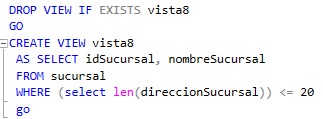 DROP VIEW IF EXISTS vista8
GO
CREATE VIEW vista8
AS SELECT idSucursal, nombreSucursal
FROM sucursal
WHERE (select len(direccionSucursal)) <= 20
go